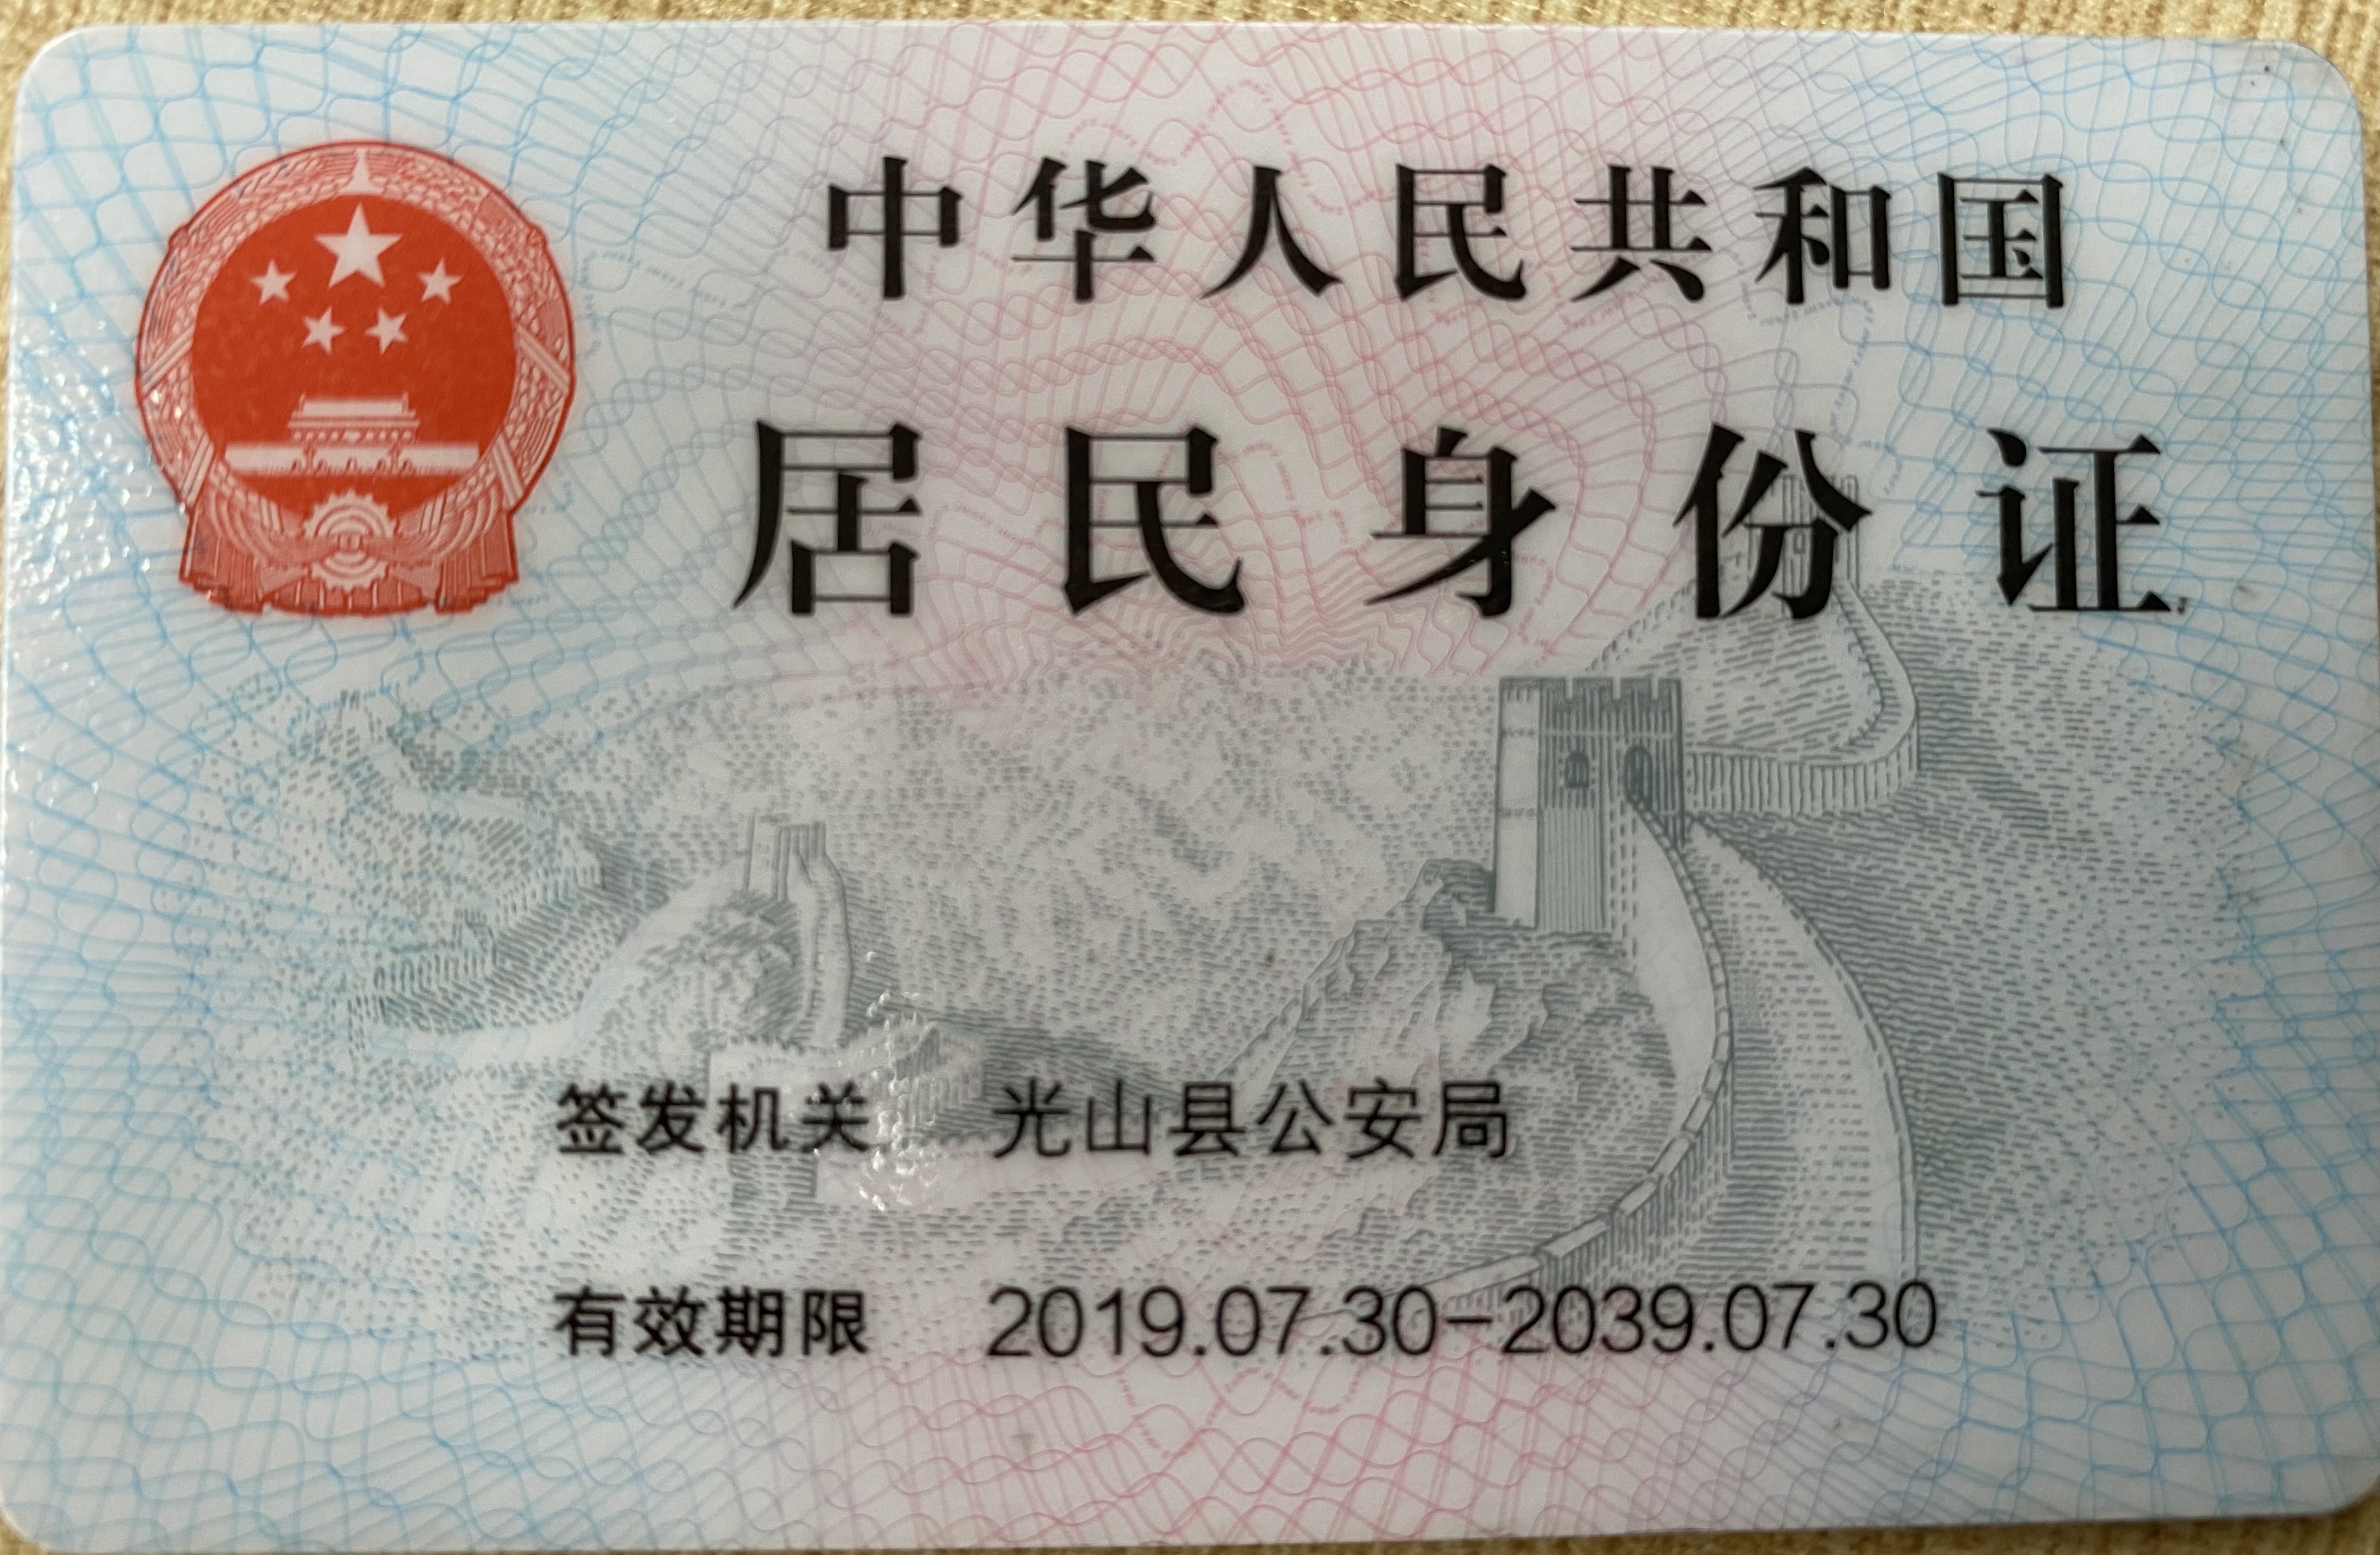 中华人民共和国
居民身份证
签发机关 光山县公安局
有效期限 2019.07.30-2039.07.30